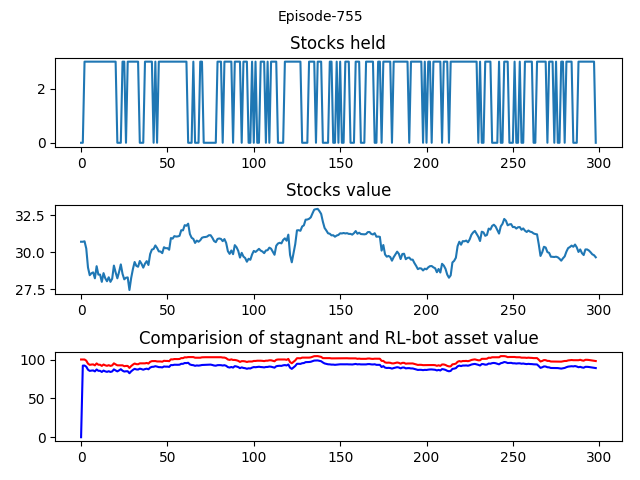 Episode-755
Stocks held
2
0
0 50 100 150 200 250 300
Stocks value
32.5
30.0
27.5
0 50 100 150 200 250 300
Comparision of stagnant and RL-bot asset value
100
50
0
0 50 100 150 200 250 300